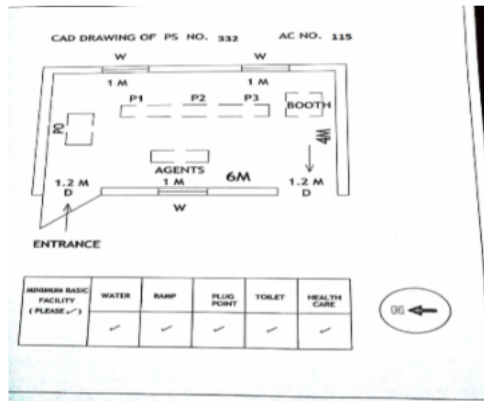 CAD DRAWING OF PS NO. 332 AC NO. 115
W W
1 M 1 M
P1 P2 P3
BOOTH
PO
4M
AGENTS
6M
1.2 M 1 M 1.2 M
D D
W
ENTRANCE
MINIMUM BASIC FACILITY ( PLEASE ✓ ) WATER RAMP PLUG POINT TOILET HEALTH CARE
✓ ✓ ✓ ✓ ✓